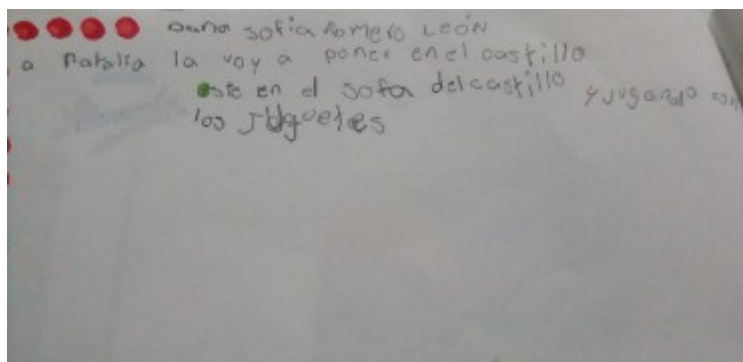 Dana sofia Romero LEÓN
a Natalia la voy a poner en el castillo
este en el sofa del castillo y jugando con
los juguetes